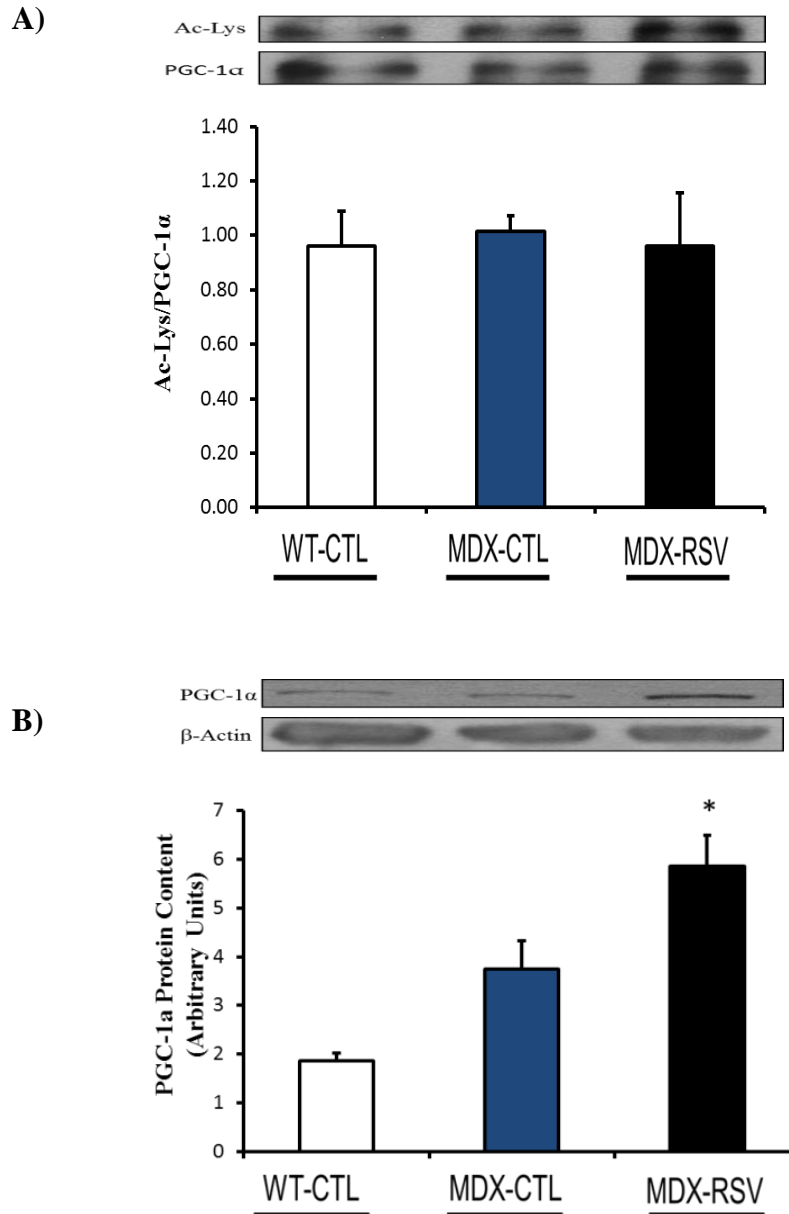 A)
Ac-Lys
PGC-1α
Ac-Lys/PGC-1α
1.40
1.20
1.00
0.80
0.60
0.40
0.20
0.00
WT-CTL MDX-CTL MDX-RSV
B)
PGC-1α
β-Actin
PGC-1a Protein Content
(Arbitrary Units)
7
6
5
4
3
2
1
0
*
WT-CTL MDX-CTL MDX-RSV